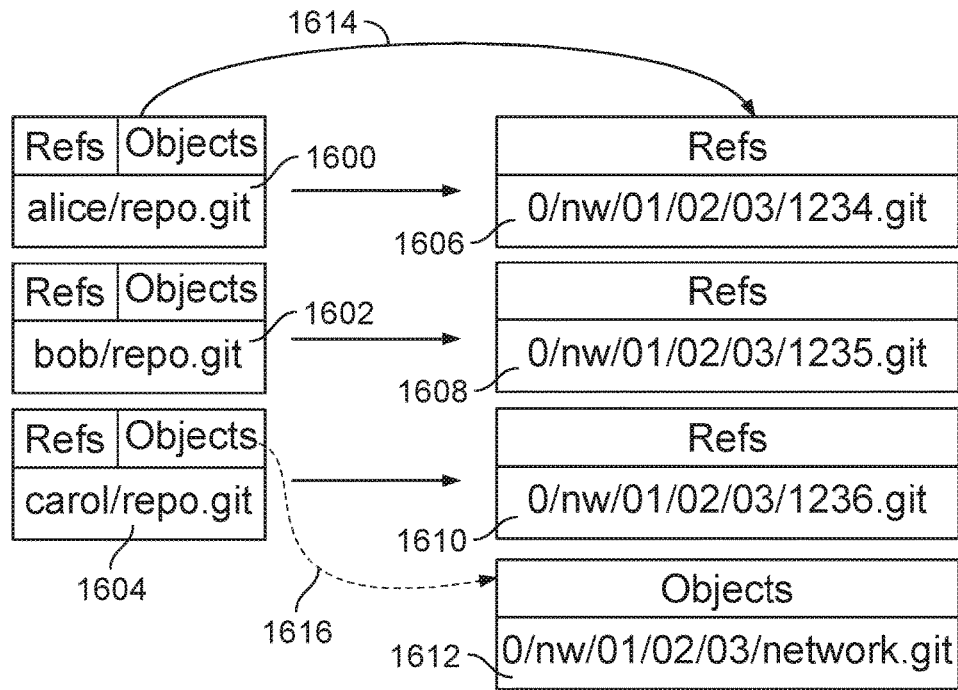 1614
Refs Objects
alice/repo.git
1600
Refs
0/nw/01/02/03/1234.git
1606
Refs Objects
bob/repo.git
1602
Refs
0/nw/01/02/03/1235.git
1608
Refs Objects
carol/repo.git
1604
Refs
0/nw/01/02/03/1236.git
1610
1616
Objects
0/nw/01/02/03/network.git
1612